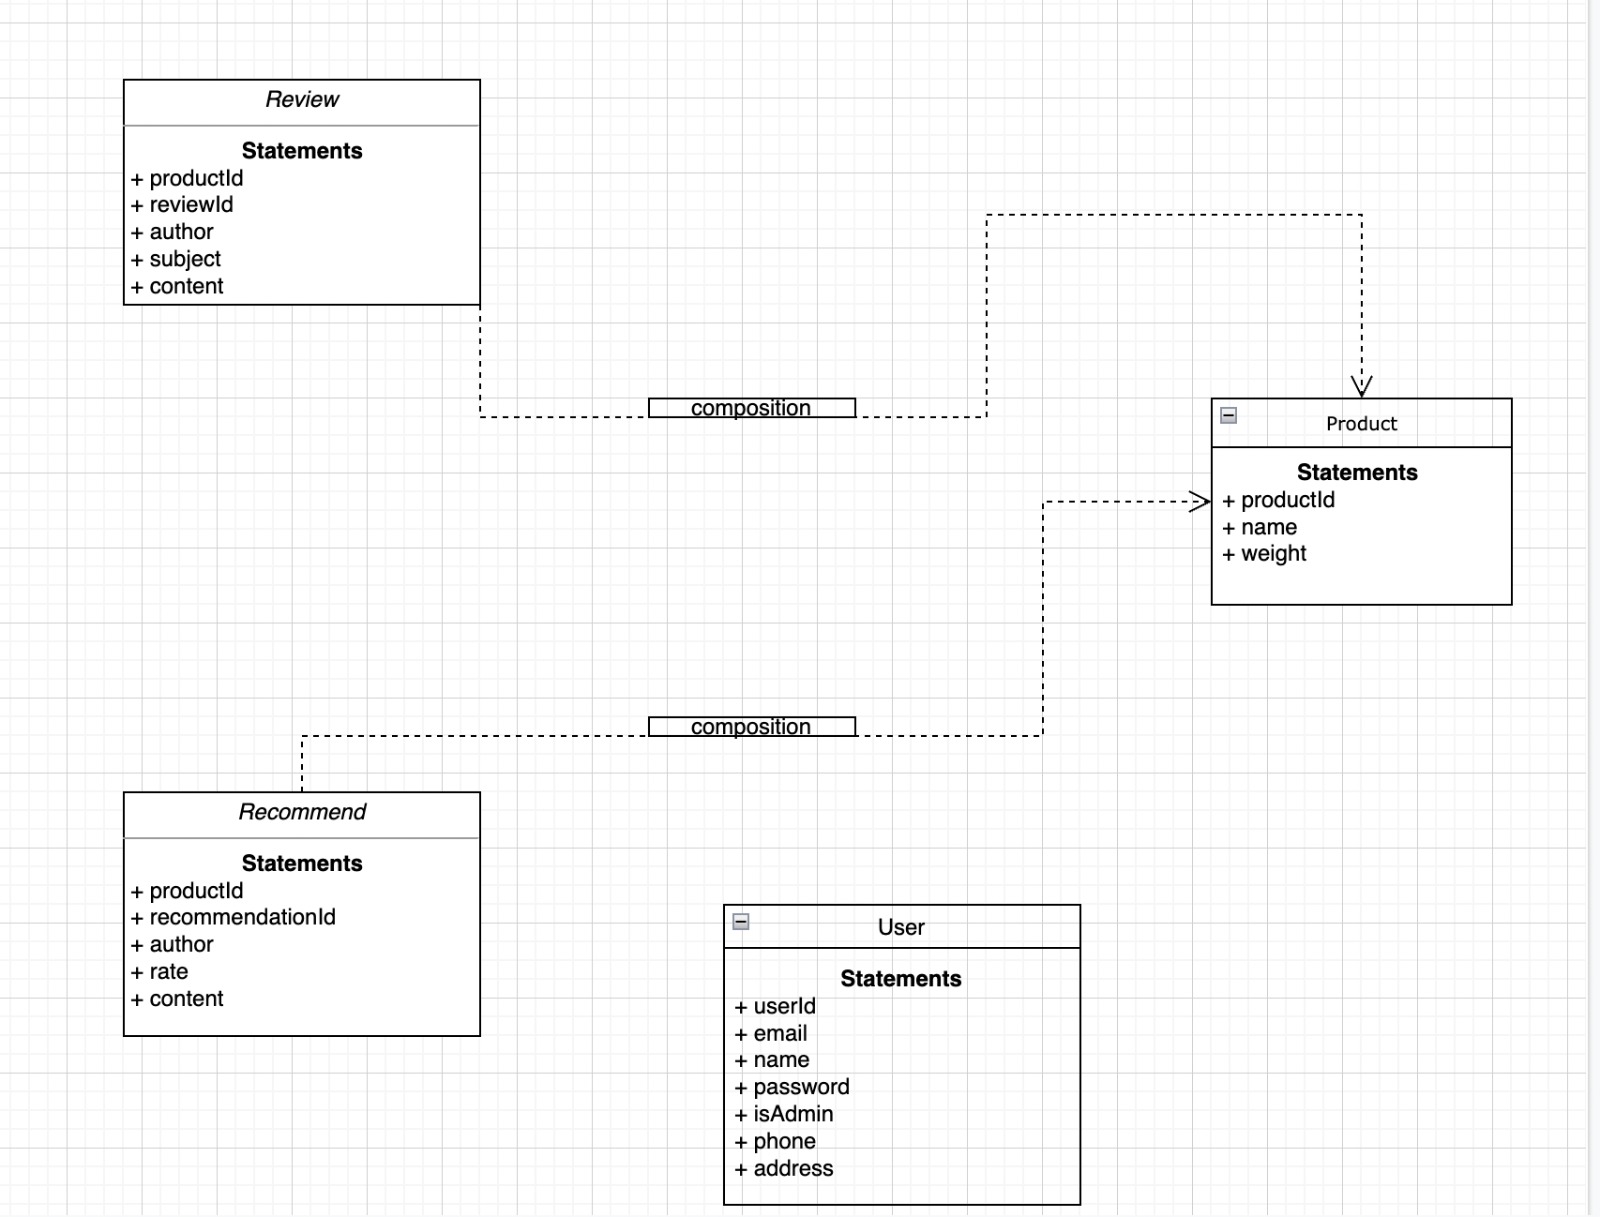 Review
Statements
+ productId
+ reviewId
+ author
+ subject
+ content
composition
Product
Statements
+ productId
+ name
+ weight
composition
Recommend
Statements
+ productId
+ recommendationId
+ author
+ rate
+ content
User
Statements
+ userId
+ email
+ name
+ password
+ isAdmin
+ phone
+ address